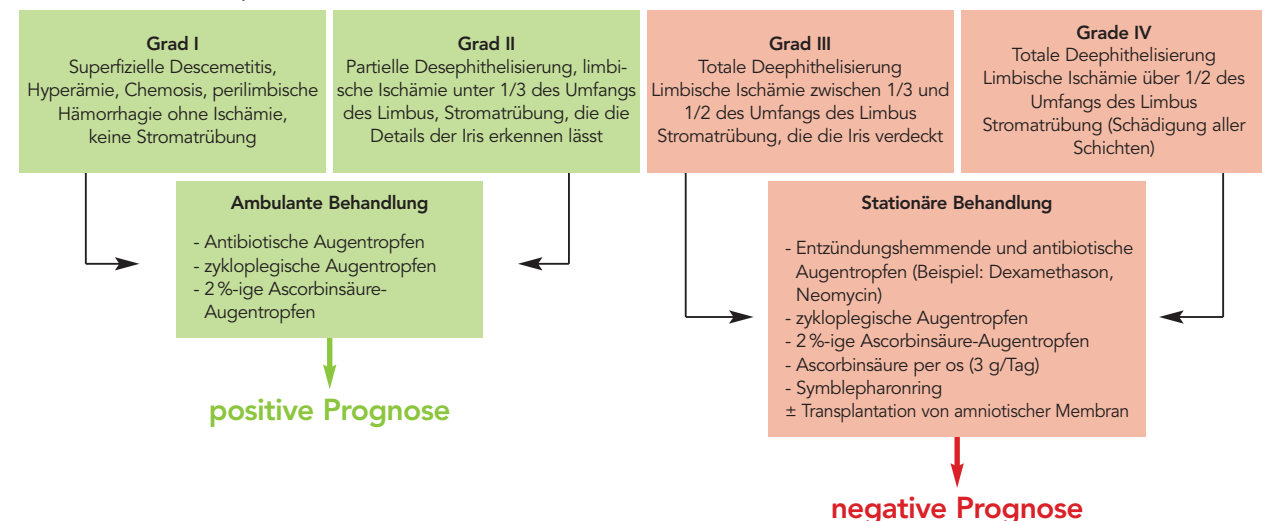 Grad I
Superfizielle Descemetitis,
Hyperämie, Chemosis, perilimbische
Hämorrhagie ohne Ischämie,
keine Stromatrübung
Grad II
Partielle Desephithelisierung, limbi-
sche Ischämie unter 1/3 des Umfangs
des Limbus, Stromatrübung, die die
Details der Iris erkennen lässt
Grad III
Totale Deephithelisierung
Limbische Ischämie zwischen 1/3 und
1/2 des Umfangs des Limbus
Stromatrübung, die die Iris verdeckt
Grade IV
Totale Deephithelisierung
Limbische Ischämie über 1/2 des
Umfangs des Limbus
Stromatrübung (Schädigung aller
Schichten)
Ambulante Behandlung
- Antibiotische Augentropfen
- zykloplegische Augentropfen
- 2 %-ige Ascorbinsäure-
Augentropfen
positive Prognose
Stationäre Behandlung
- Entzündungshemmende und antibiotische
Augentropfen (Beispiel: Dexamethason,
Neomycin)
- zykloplegische Augentropfen
- 2 %-ige Ascorbinsäure-Augentropfen
- Ascorbinsäure per os (3 g/Tag)
- Symblepharonring
± Transplantation von amniotischer Membran
negative Prognose